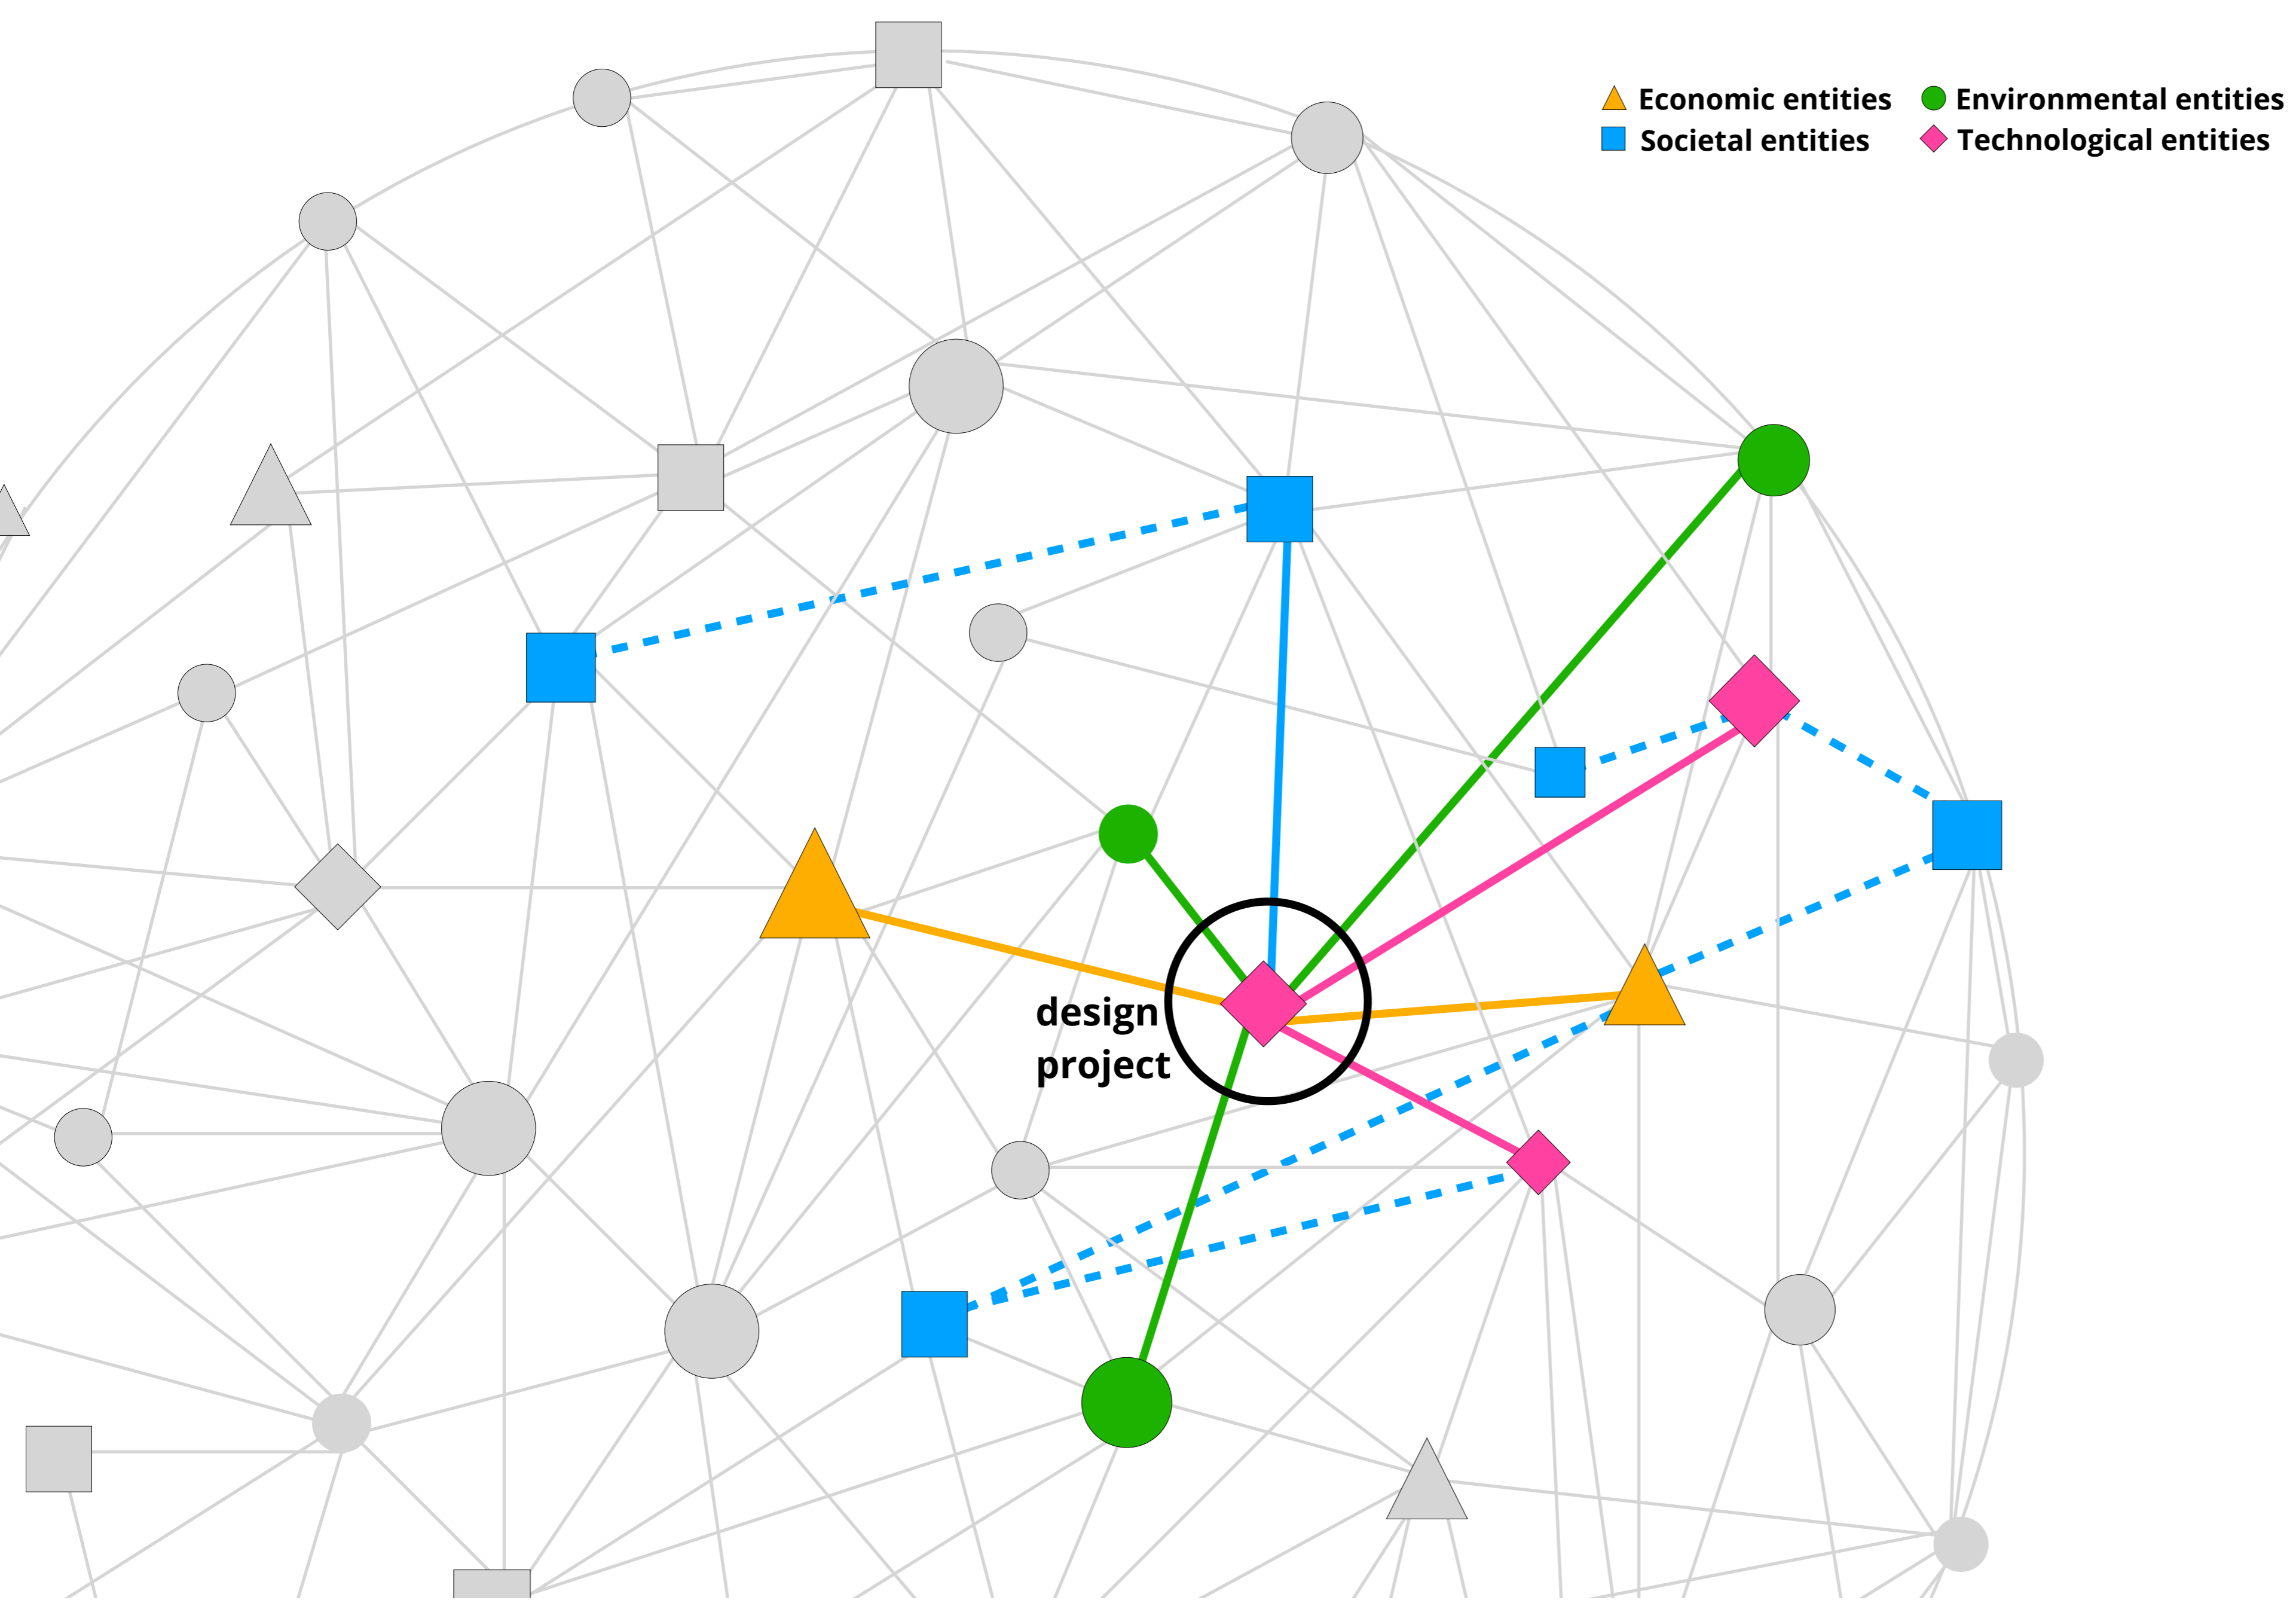 Economic entities
Environmental entities
Societal entities
Technological entities
design
project